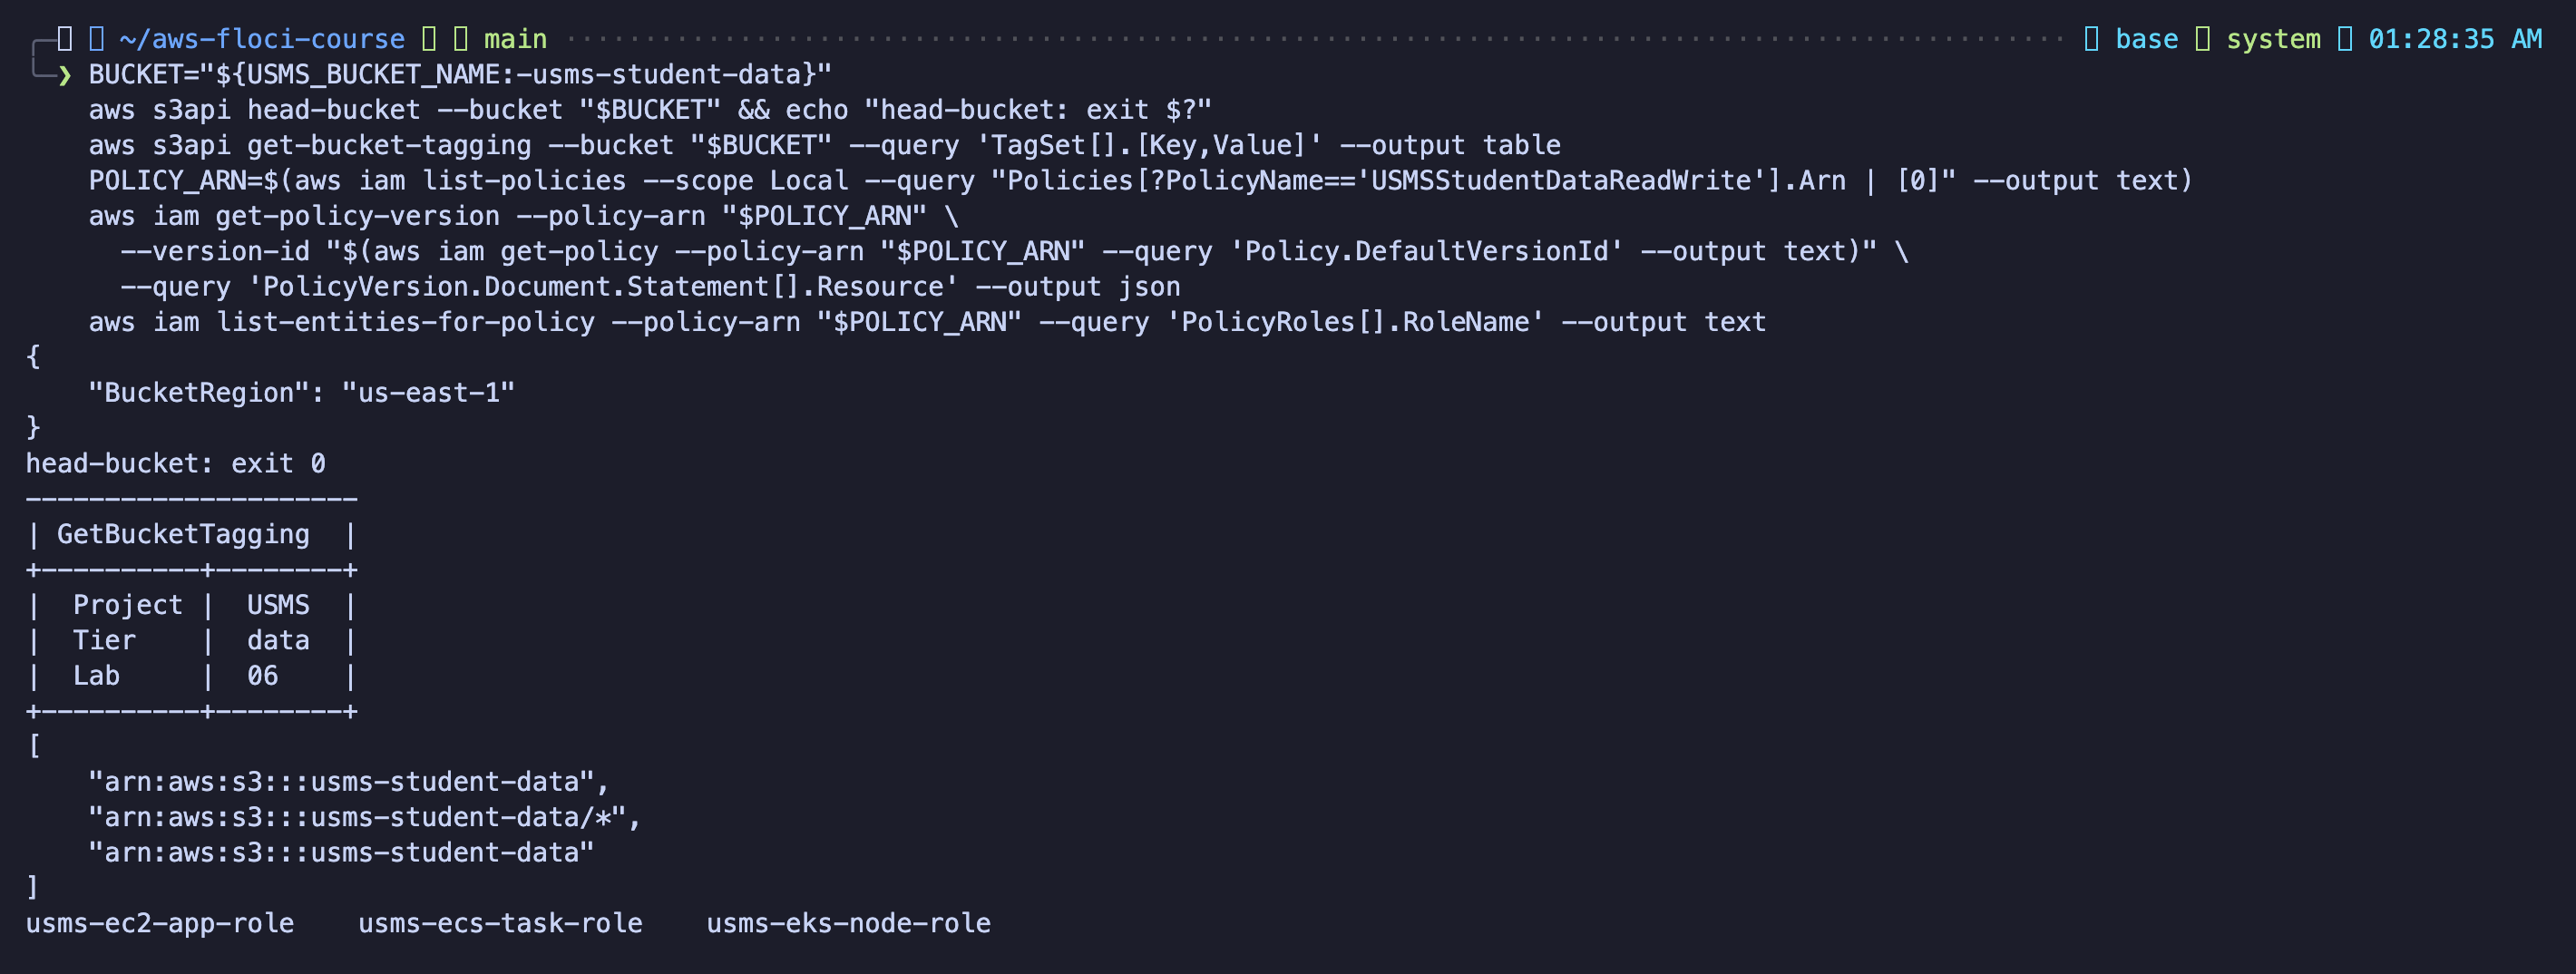 ~/aws-floci-course main ································ base system 01:28:35 AM
❯ BUCKET="${USMS_BUCKET_NAME:-usms-student-data}"
aws s3api head-bucket --bucket "$BUCKET" && echo "head-bucket: exit $?"
aws s3api get-bucket-tagging --bucket "$BUCKET" --query 'TagSet[].[Key,Value]' --output table
POLICY_ARN=$(aws iam list-policies --scope Local --query "Policies[?PolicyName=='USMSStudentDataReadWrite'].Arn | [0]" --output text)
aws iam get-policy-version --policy-arn "$POLICY_ARN" \
  --version-id "$(aws iam get-policy --policy-arn "$POLICY_ARN" --query 'Policy.DefaultVersionId' --output text)" \
  --query 'PolicyVersion.Document.Statement[].Resource' --output json
aws iam list-entities-for-policy --policy-arn "$POLICY_ARN" --query 'PolicyRoles[].RoleName' --output text
{
    "BucketRegion": "us-east-1"
}
head-bucket: exit 0
---------------------
| GetBucketTagging  |
+----------+--------+
|  Project |  USMS  |
|  Tier    |  data  |
|  Lab     |  06    |
+----------+--------+
[
    "arn:aws:s3:::usms-student-data",
    "arn:aws:s3:::usms-student-data/*",
    "arn:aws:s3:::usms-student-data"
]
usms-ec2-app-role    usms-ecs-task-role    usms-eks-node-role